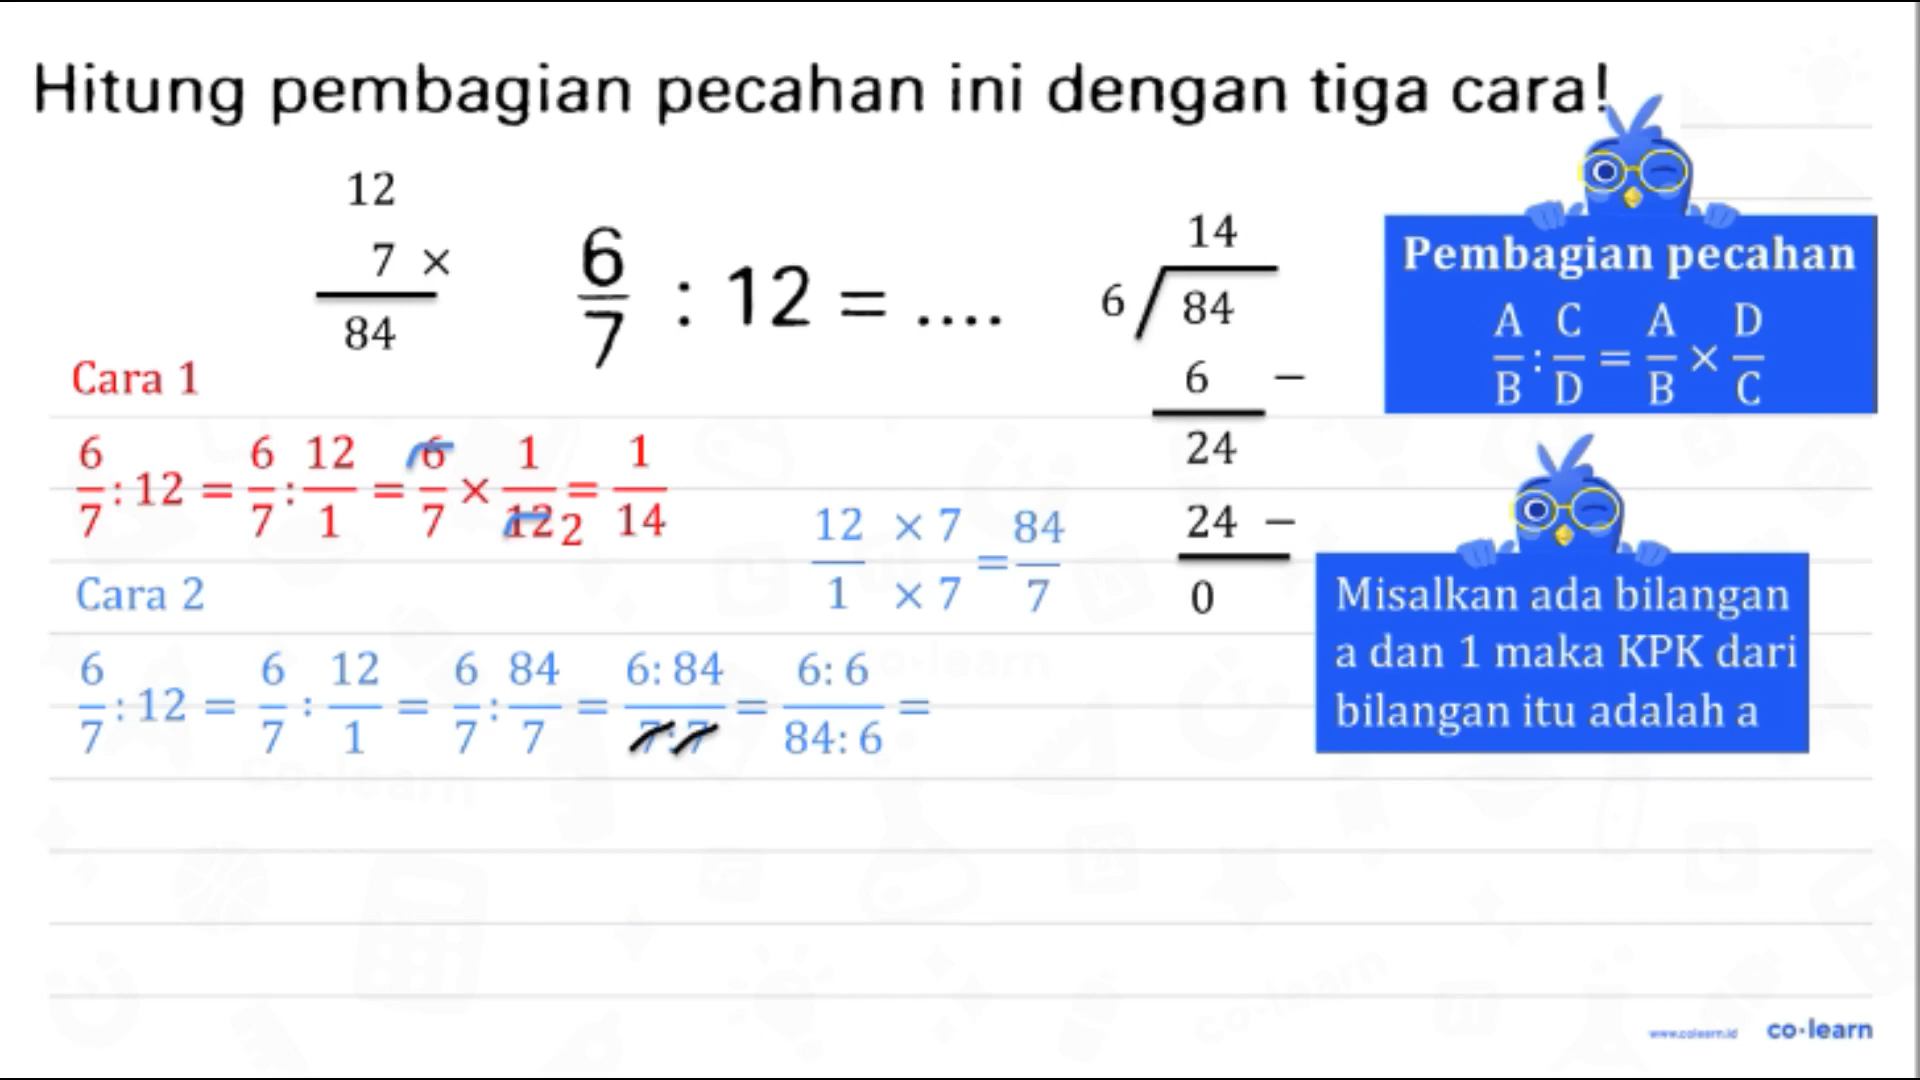 Hitung pembagian pecahan ini dengan tiga cara!
12
7 ×
84
6/7 : 12 = ....
14
6 84
6 −
24
24 −
0
Pembagian pecahan
A/B : C/D = A/B × D/C
Cara 1
6/7 : 12 = 6/7 : 12/1 = 6/7 × 1/12 2 = 1/14
12/1 × 7/× 7 = 84/7
Cara 2
6/7 : 12 = 6/7 : 12/1 = 6/7 : 84/7 = 6:84/7:7 = 6:6/84:6 =
Misalkan ada bilangan
a dan 1 maka KPK dari
bilangan itu adalah a
www.colearn.id co·learn